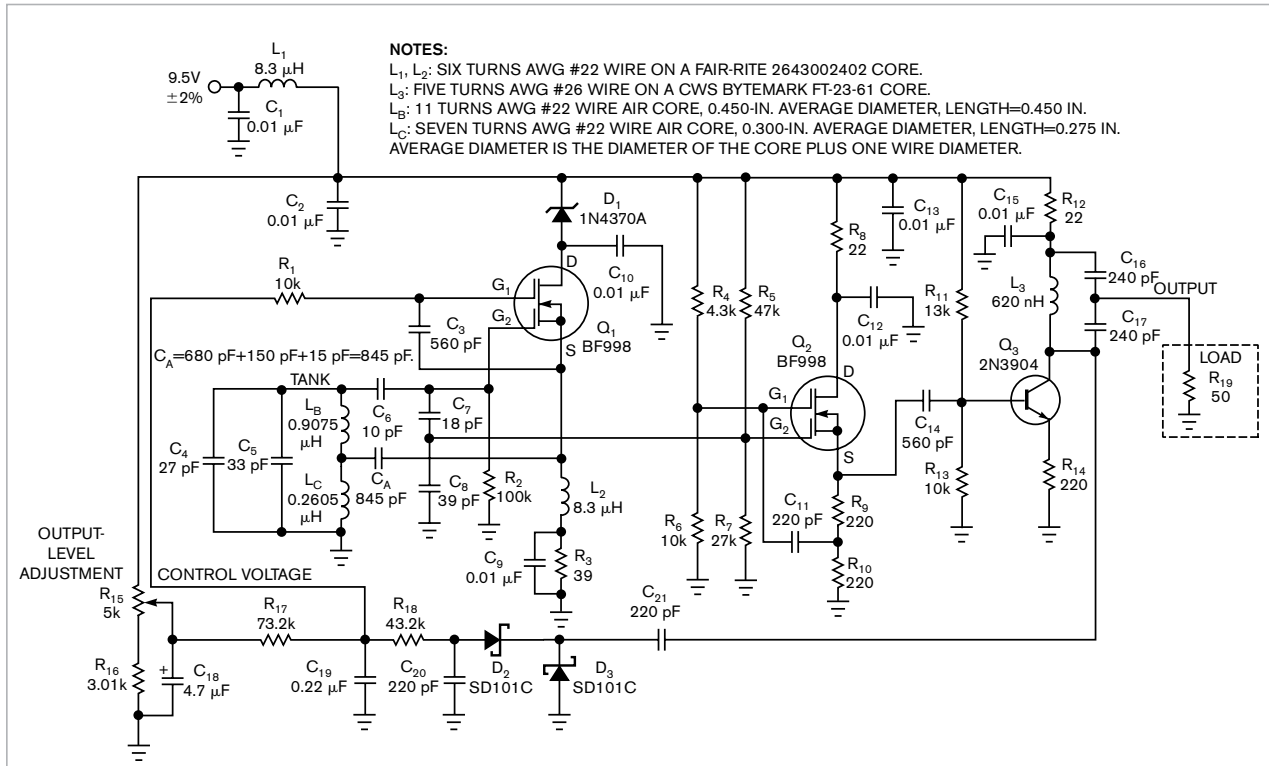 L1
8.3 µH
9.5V
±2%
C1
0.01 µF
NOTES:
L1, L2: SIX TURNS AWG #22 WIRE ON A FAIR-RITE 2643002402 CORE.
L3: FIVE TURNS AWG #26 WIRE ON A CWS BYTEMARK FT-23-61 CORE.
LB: 11 TURNS AWG #22 WIRE AIR CORE, 0.450-IN. AVERAGE DIAMETER, LENGTH=0.450 IN.
LC: SEVEN TURNS AWG #22 WIRE AIR CORE, 0.300-IN. AVERAGE DIAMETER, LENGTH=0.275 IN.
AVERAGE DIAMETER IS THE DIAMETER OF THE CORE PLUS ONE WIRE DIAMETER.
C2
0.01 µF
D1
1N4370A
C13
0.01 µF
C15
0.01 µF
R12
22
R8
22
R1
10k
D
G1
G2
S
C10
0.01 µF
Q1
BF998
C3
560 pF
R4
4.3k
R5
47k
C12
0.01 µF
R11
13k
L3
620 nH
C16
240 pF
OUTPUT
C17
240 pF
Q2
BF998
Q3
2N3904
LOAD
R19
50
CA=680 pF+150 pF+15 pF=845 pF.
TANK
LB
0.9075
µH
C6
10 pF
C7
18 pF
D
G1
G2
S
C14
560 pF
C4
27 pF
C5
33 pF
LC
0.2605
µH
CA
845 pF
C8
39 pF
R2
100k
L2
8.3 µH
R6
10k
R7
27k
C11
220 pF
R9
220
R10
220
R13
10k
R14
220
C9
0.01 µF
R3
39
OUTPUT-
LEVEL
ADJUSTMENT
CONTROL VOLTAGE
R15
5k
R17
73.2k
R18
43.2k
C21
220 pF
R16
3.01k
+
C18
4.7 µF
C19
0.22 µF
C20
220 pF
D2
SD101C
D3
SD101C